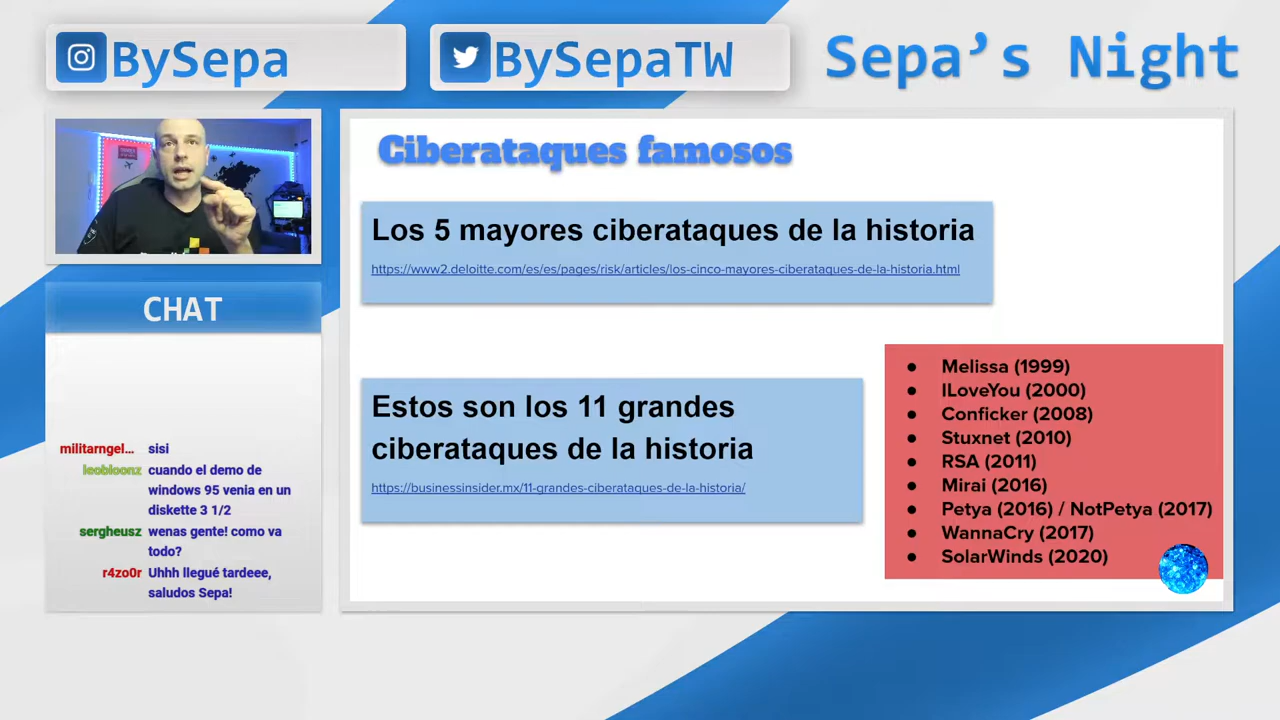 BySepa
BySepaTW
Sepa’s Night
Ciberataques famosos
Los 5 mayores ciberataques de la historia
https://www2.deloitte.com/es/es/pages/risk/articles/los-cinco-mayores-ciberataques-de-la-historia.html
Estos son los 11 grandes
ciberataques de la historia
https://businessinsider.mx/11-grandes-ciberataques-de-la-historia/
● Melissa (1999)
● ILoveYou (2000)
● Conficker (2008)
● Stuxnet (2010)
● RSA (2011)
● Mirai (2016)
● Petya (2016) / NotPetya (2017)
● WannaCry (2017)
● SolarWinds (2020)
CHAT
militarngel... sisi
leobloonz cuando el demo de
windows 95 venia en un
diskette 3 1/2
sergheusz wenas gente! como va
todo?
r4zo0r Uhhh llegué tardeee,
saludos Sepa!